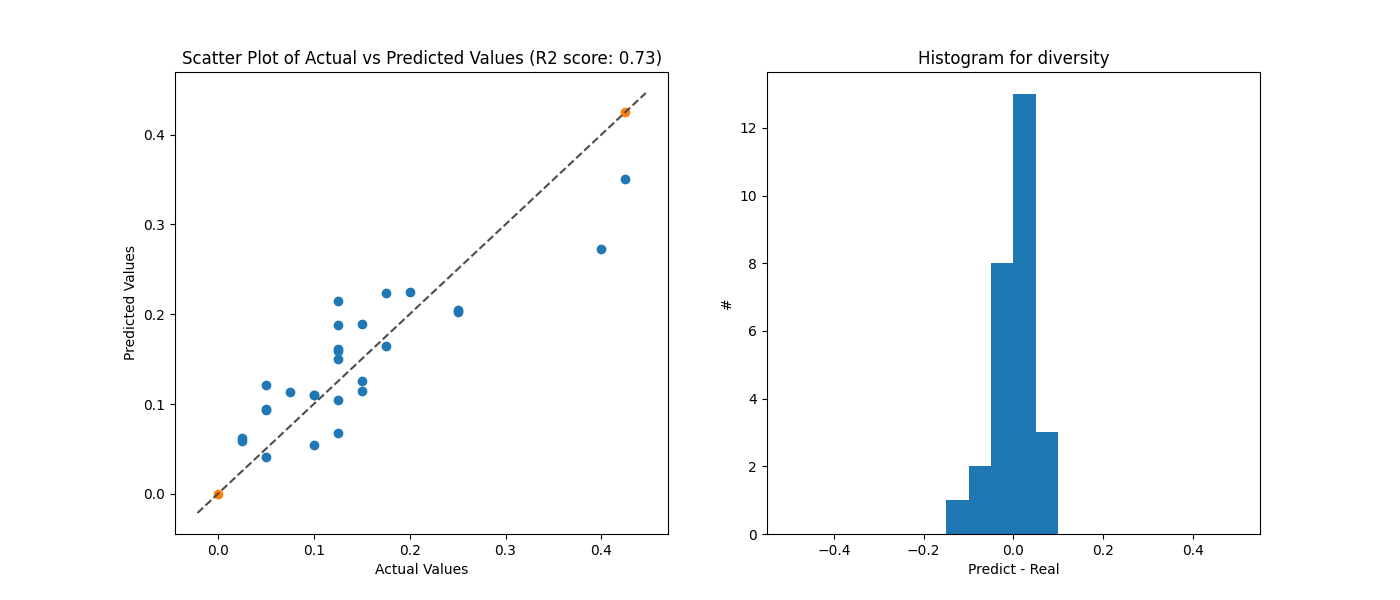 Scatter Plot of Actual vs Predicted Values (R2 score: 0.73)
0.4
0.3
0.2
0.1
0.0
Predicted Values
0.0 0.1 0.2 0.3 0.4
Actual Values
Histogram for diversity
12
10
8
6
4
2
0
#
−0.4 −0.2 0.0 0.2 0.4
Predict - Real